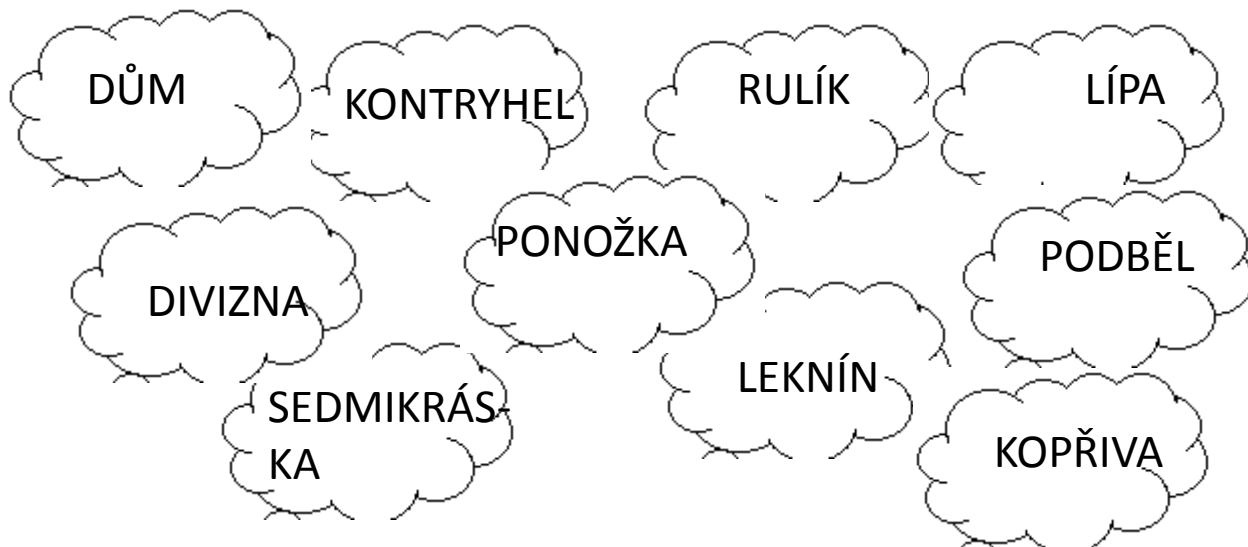 DŮM
KONTRYHEL
RULÍK
LÍPA
PONOŽKA
PODBĚL
DIVIZNA
LEKNÍN
SEDMIKRÁS-
KA
KOPŘIVA